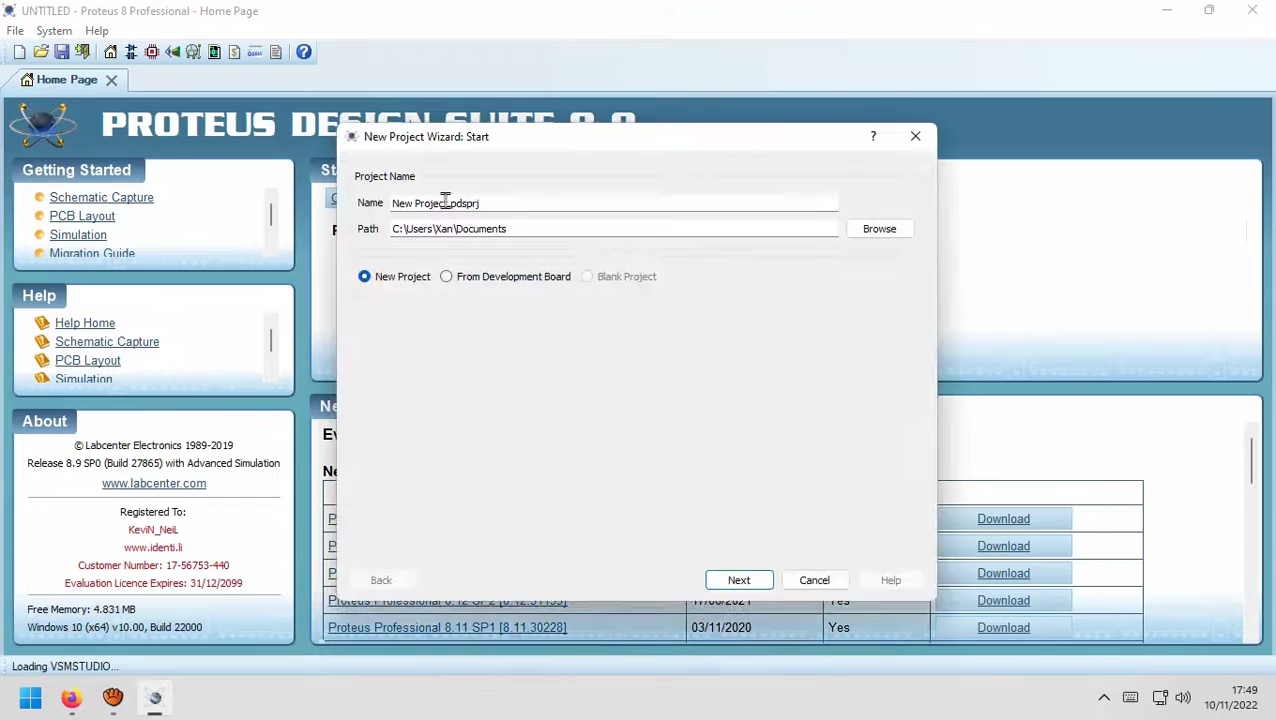 UNTITLED - Proteus 8 Professional - Home Page
File System Help
Home Page
PROTEUS DESIGN SUITE 8.9
Getting Started
Schematic Capture
PCB Layout
Simulation
Migration Guide
Help
Help Home
Schematic Capture
PCB Layout
Simulation
About
© Labcenter Electronics 1989-2019
Release 8.9 SP0 (Build 27865) with Advanced Simulation
www.labcenter.com
Registered To:
KeviN_NeiL
www.identi.li
Customer Number: 17-56753-440
Evaluation Licence Expires: 31/12/2099
Free Memory: 4.831 MB
Windows 10 (x64) v10.00, Build 22000
New Project Wizard: Start
Project Name
Name New Project.pdsprj
Path C:\Users\Xan\Documents Browse
New Project From Development Board Blank Project
Back Next Cancel Help
Download
Download
Download
Download
Proteus Professional 8.11 SP1 [8.11.30228] 03/11/2020 Yes Download
Loading VSMSTUDIO...
17:49
10/11/2022